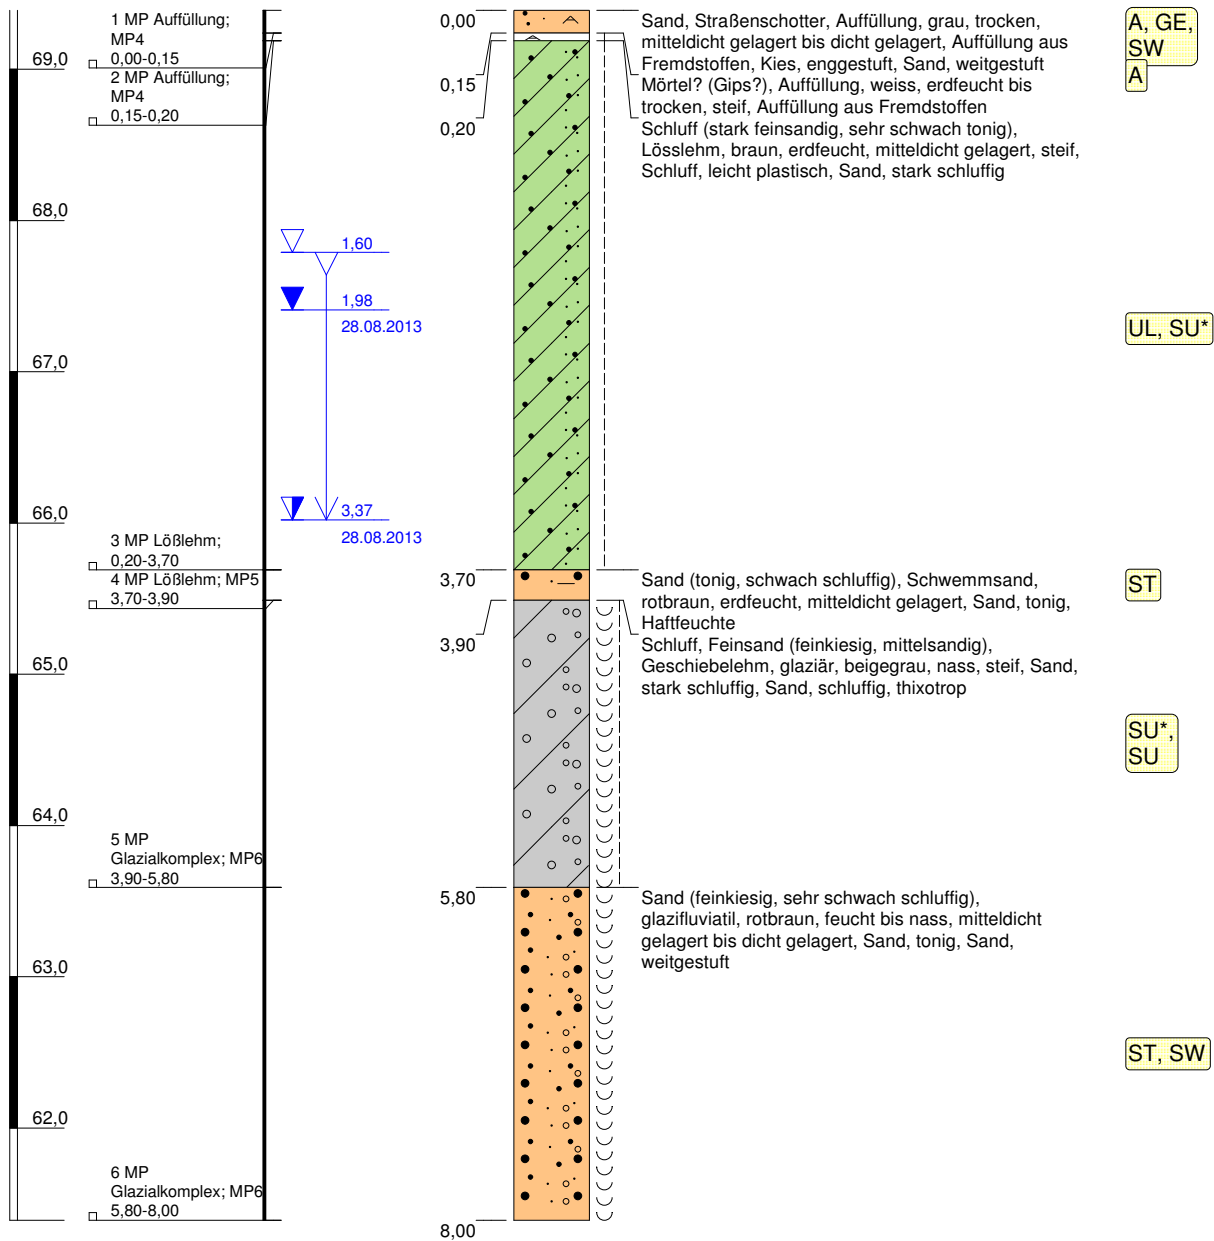 1 MP Auffüllung;
MP4
0,00-0,15
2 MP Auffüllung;
MP4
0,15-0,20
69,0
68,0
67,0
66,0
65,0
64,0
63,0
62,0
3 MP Lößlehm;
0,20-3,70
4 MP Lößlehm; MP5
3,70-3,90
5 MP
Glazialkomplex; MP6
3,90-5,80
6 MP
Glazialkomplex; MP6
5,80-8,00
1,60
1,98
28.08.2013
3,37
28.08.2013
0,00
0,15
0,20
3,70
3,90
5,80
8,00
Sand, Straßenschotter, Auffüllung, grau, trocken,
mitteldicht gelagert bis dicht gelagert, Auffüllung aus
Fremdstoffen, Kies, enggestuft, Sand, weitgestuft
Mörtel? (Gips?), Auffüllung, weiss, erdfeucht bis
trocken, steif, Auffüllung aus Fremdstoffen
Schluff (stark feinsandig, sehr schwach tonig),
Lösslehm, braun, erdfeucht, mitteldicht gelagert, steif,
Schluff, leicht plastisch, Sand, stark schluffig
Sand (tonig, schwach schluffig), Schwemmsand,
rotbraun, erdfeucht, mitteldicht gelagert, Sand, tonig,
Haftfeuchte
Schluff, Feinsand (feinkiesig, mittelsandig),
Geschiebelehm, glaziär, beigegrau, nass, steif, Sand,
stark schluffig, Sand, schluffig, thixotrop
Sand (feinkiesig, sehr schwach schluffig),
glazifluviatil, rotbraun, feucht bis nass, mitteldicht
gelagert bis dicht gelagert, Sand, tonig, Sand,
weitgestuft
A, GE,
SW
A
UL, SU*
ST
SU*,
SU
ST, SW